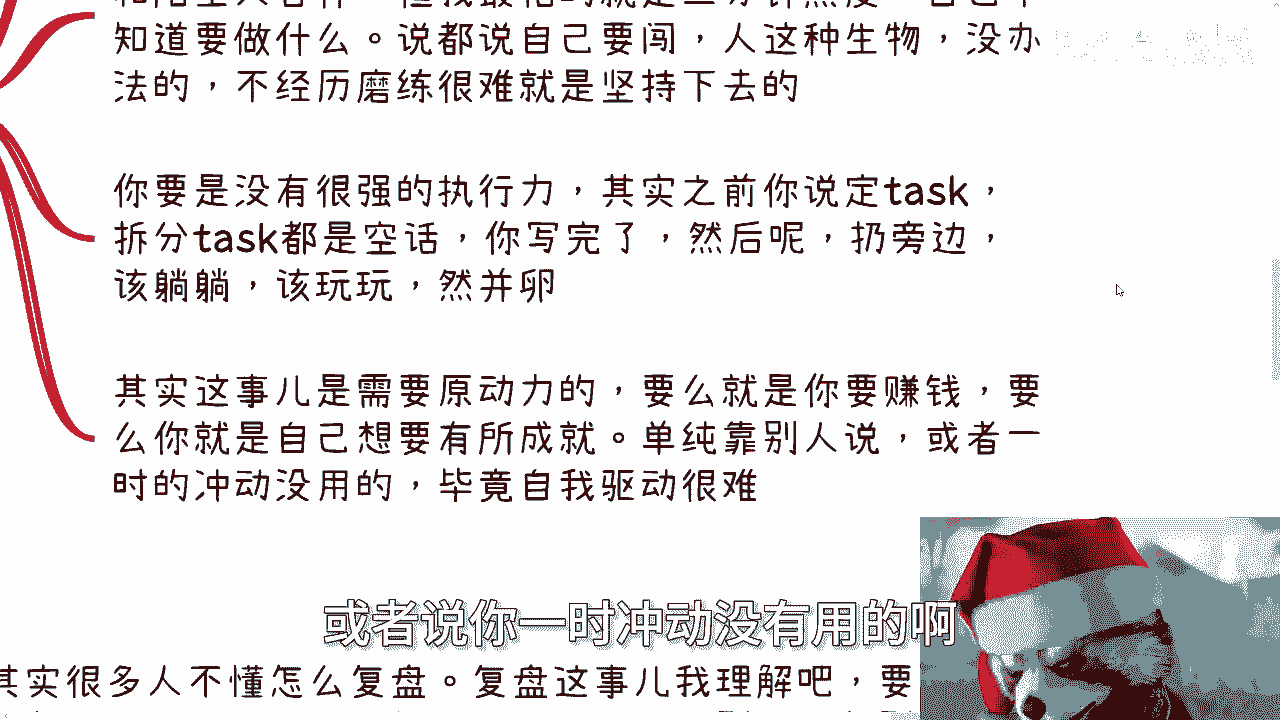 知道要做什么。说都说自己要闯，人这种生物，没办
法的，不经历磨练很难就是坚持下去的
你要是没有很强的执行力，其实之前你说定task，
拆分task都是空话，你写完了，然后呢，扔旁边，
该躺躺，该玩玩，然并卵
其实这事儿是需要原动力的，要么就是你要赚钱，要
么你就是自己想要有所成就。单纯靠别人说，或者一
时的冲动没用的，毕竟自我驱动很难
或者说你一时冲动没有用的啊
其实很多人不懂怎么复盘。复盘这事儿我理解吧，要